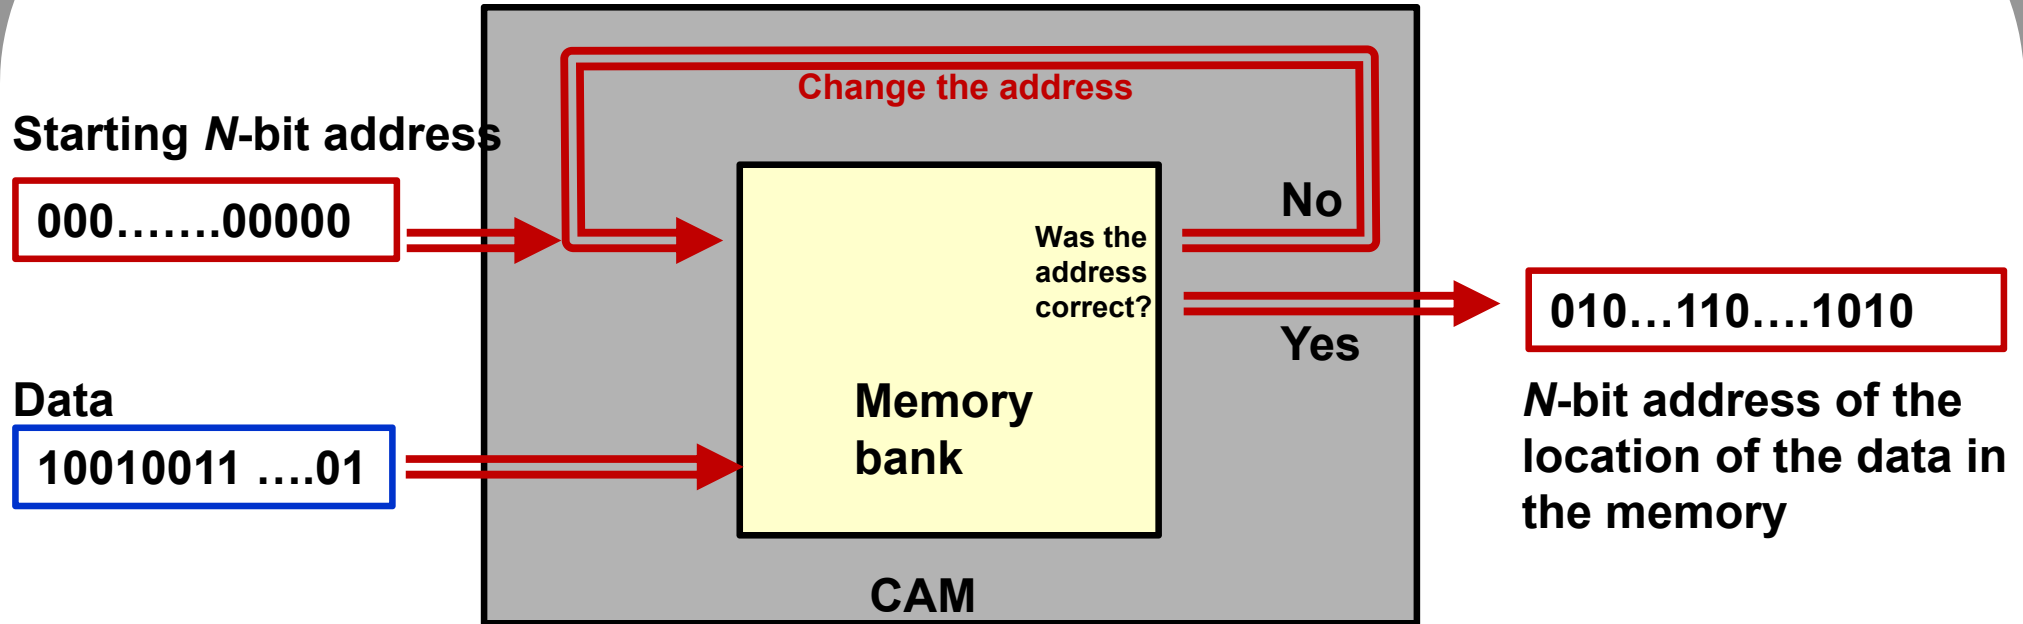 Change the address
Starting N-bit address
000.......00000
No
Was the
address
correct?
010...110....1010
Yes
Data
10010011 ....01
Memory
bank
N-bit address of the
location of the data in
the memory
CAM